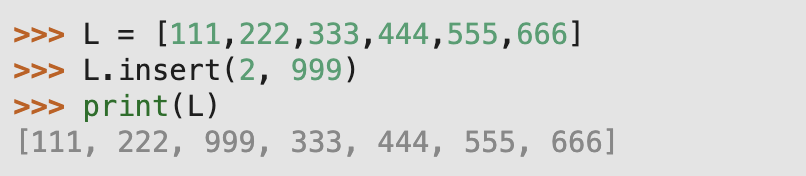 >>> L = [111,222,333,444,555,666]
>>> L.insert(2, 999)
>>> print(L)
[111, 222, 999, 333, 444, 555, 666]